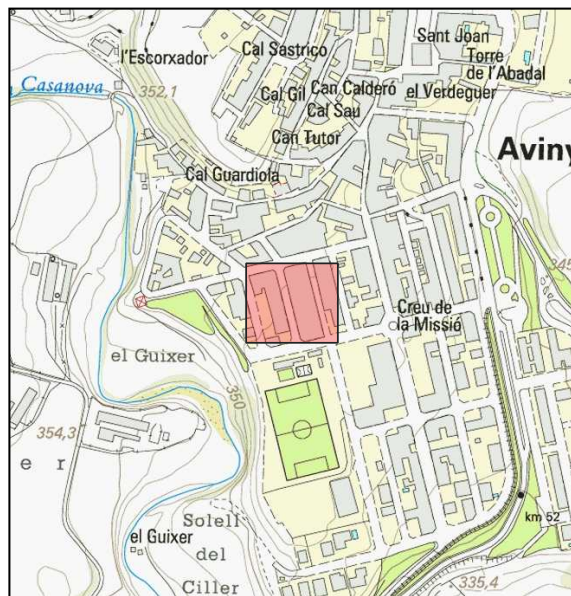 Sant Joan
Cal Sastricó
l'Escorxador
Torre
de l'Abadal
Can Calderó
Casanova
352,1
Cal Gil
el Verdeguer
Cal Sau
Can Tutor
Aviny
Cal Guardiola
345
Creu de
la Missió
el Guixer
350
354,3
e r
km 52
Solell
del
Ciller
el Guixer
335,4